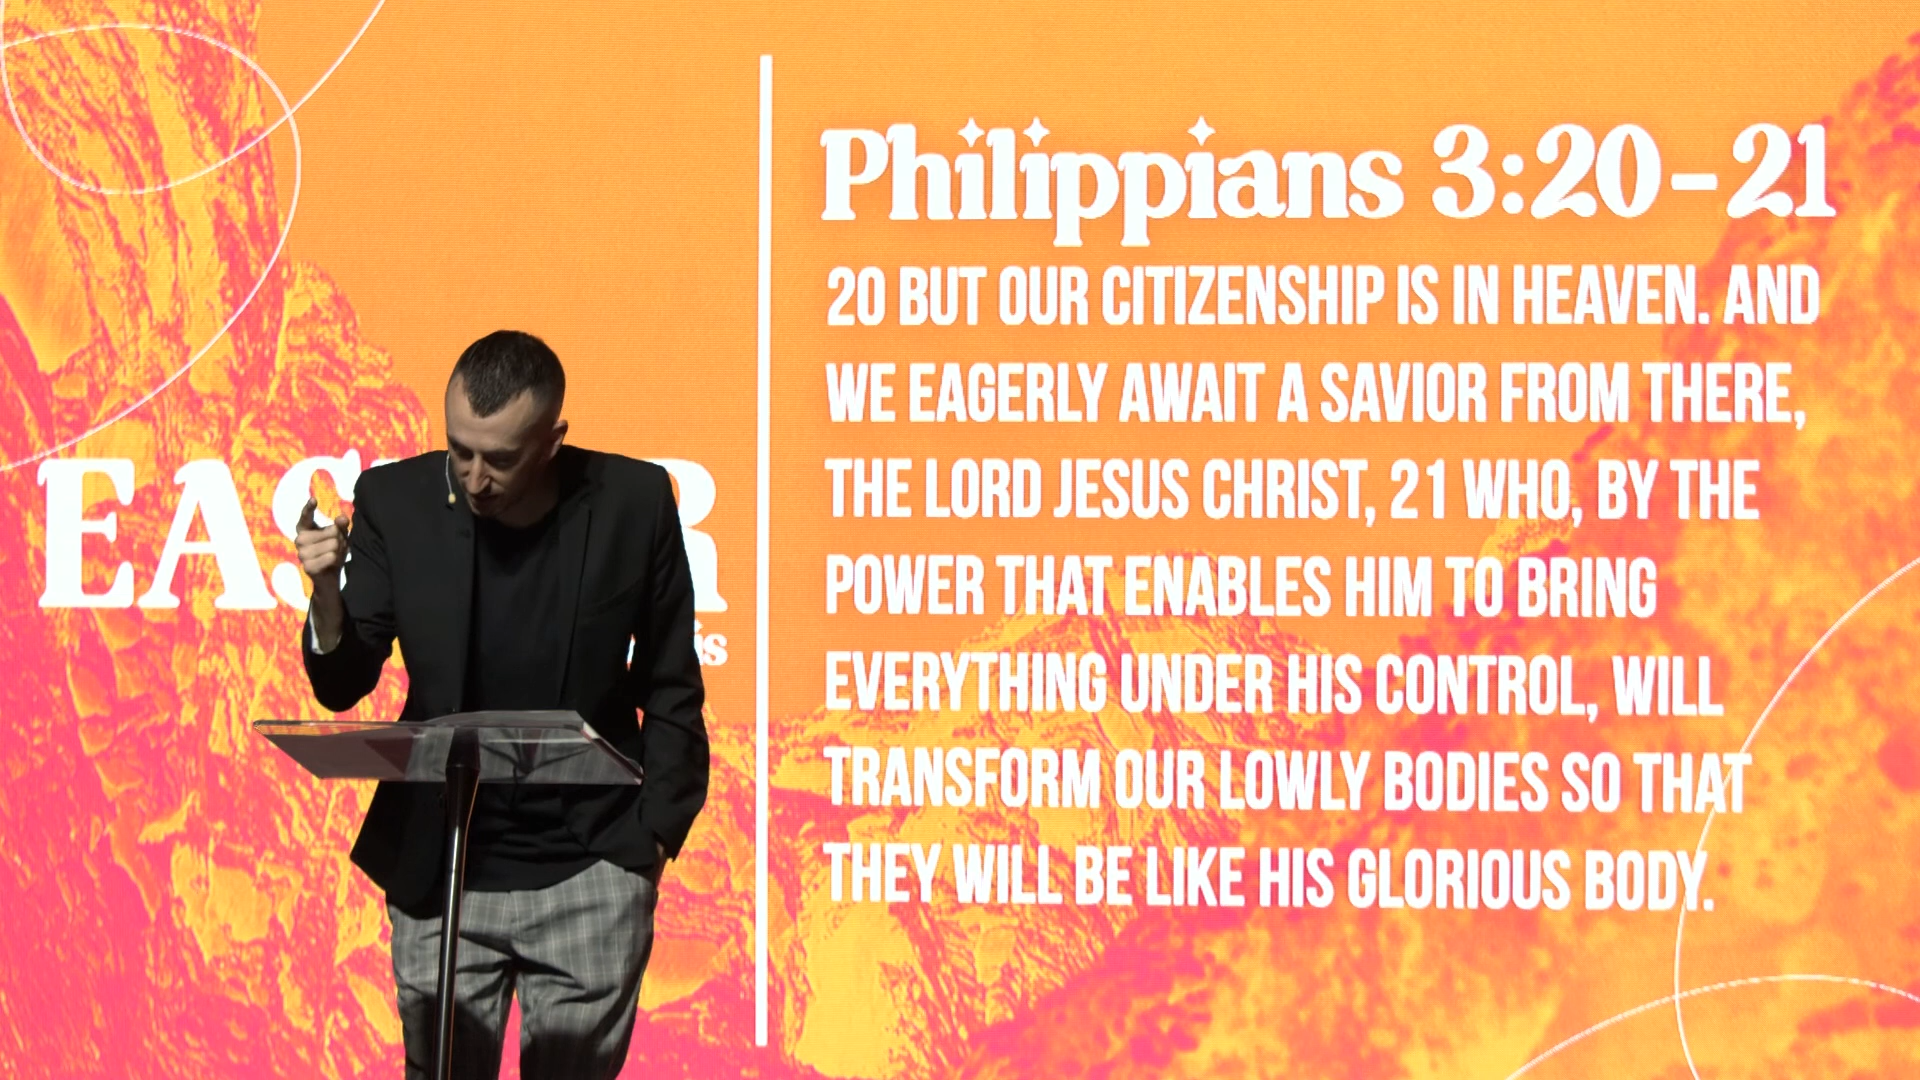 Philippians 3:20-21
20 BUT OUR CITIZENSHIP IS IN HEAVEN. AND
WE EAGERLY AWAIT A SAVIOR FROM THERE,
THE LORD JESUS CHRIST, 21 WHO, BY THE
POWER THAT ENABLES HIM TO BRING
EVERYTHING UNDER HIS CONTROL, WILL
TRANSFORM OUR LOWLY BODIES SO THAT
THEY WILL BE LIKE HIS GLORIOUS BODY.